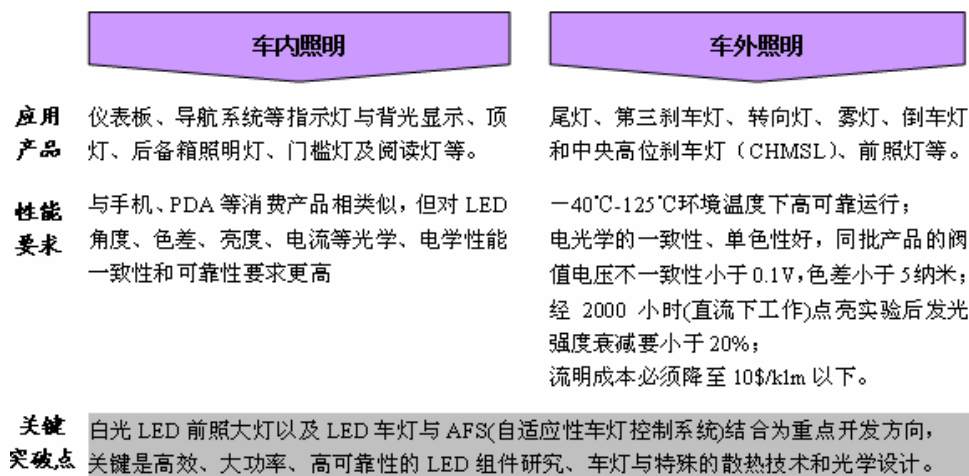 车内照明
车外照明
应用
产品
仪表板、导航系统等指示灯与背光显示、顶
灯、后备箱照明灯、门槛灯及阅读灯等。
尾灯、第三刹车灯、转向灯、雾灯、倒车灯
和中央高位刹车灯（CHMSL）、前照灯等。
性能
要求
与手机、PDA 等消费产品相类似，但对 LED
角度、色差、亮度、电流等光学、电学性能
一致性和可靠性要求更高
－40℃-125℃环境温度下高可靠运行；
电光学的一致性、单色性好，同批产品的阀
值电压不一致性小于 0.1V，色差小于 5纳米；
经 2000 小时(直流下工作)点亮实验后发光
强度衰减要小于 20%；
流明成本必须降至 10$/klm 以下。
关键
突破点
白光 LED 前照大灯以及 LED 车灯与 AFS(自适应性车灯控制系统)结合为重点开发方向，
关键是高效、大功率、高可靠性的 LED 组件研究、车灯与特殊的散热技术和光学设计。